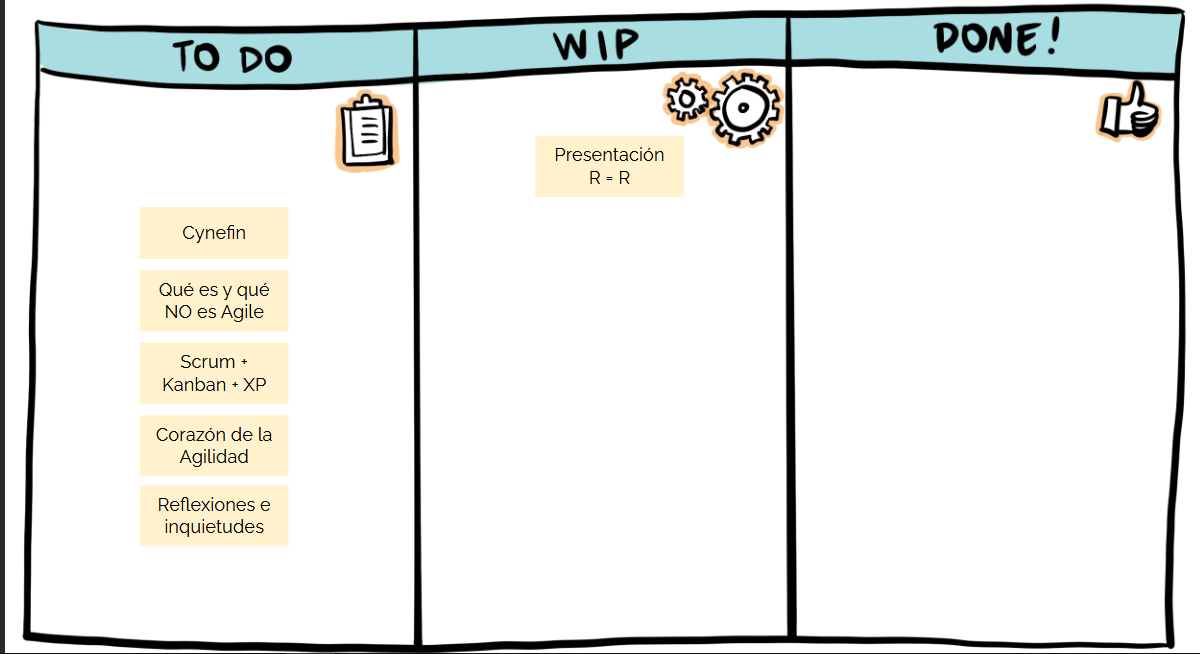 TO DO
WIP
DONE!
Presentación
R = R
Cynefin
Qué es y qué
NO es Agile
Scrum +
Kanban + XP
Corazón de la
Agilidad
Reflexiones e
inquietudes